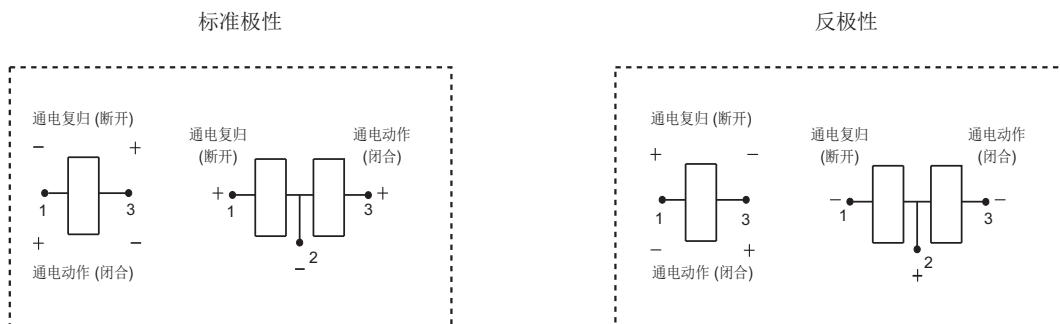 标准极性
通电复归 (断开)
− +
1 3
+ −
通电动作 (闭合)
通电复归
(断开)
通电动作
(闭合)
+ 1 3 +
2
−
反极性
通电复归 (断开)
+ −
1 3
− +
通电动作 (闭合)
通电复归
(断开)
通电动作
(闭合)
− 1 3 −
2
+